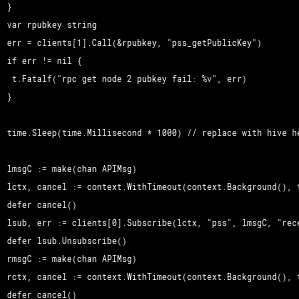 }
var rpubkey string
err = clients[1].Call(&rpubkey, "pss_getPublicKey")
if err != nil {
t.Fatalf("rpc get node 2 pubkey fail: %v", err)
}
time.Sleep(time.Millisecond * 1000) // replace with hive he
lmsgC := make(chan APIMsg)
lctx, cancel := context.WithTimeout(context.Background(), t
defer cancel()
lsub, err := clients[0].Subscribe(lctx, "pss", lmsgC, "rece
defer lsub.Unsubscribe()
rmsgC := make(chan APIMsg)
rctx, cancel := context.WithTimeout(context.Background(), t
defer cancel()